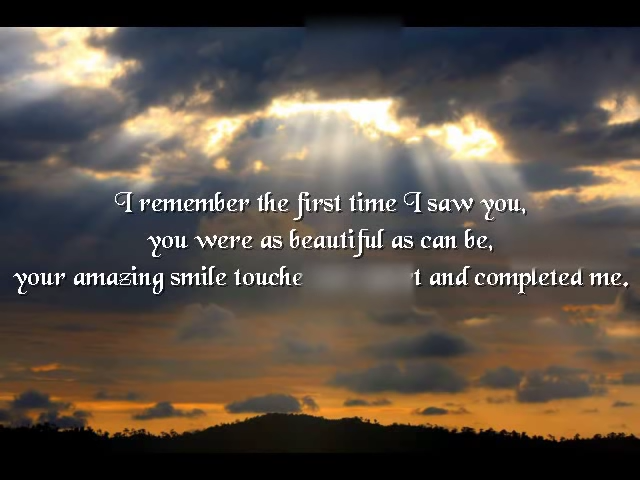 I remember the first time I saw you,
you were as beautiful as can be,
your amazing smile and completed me.